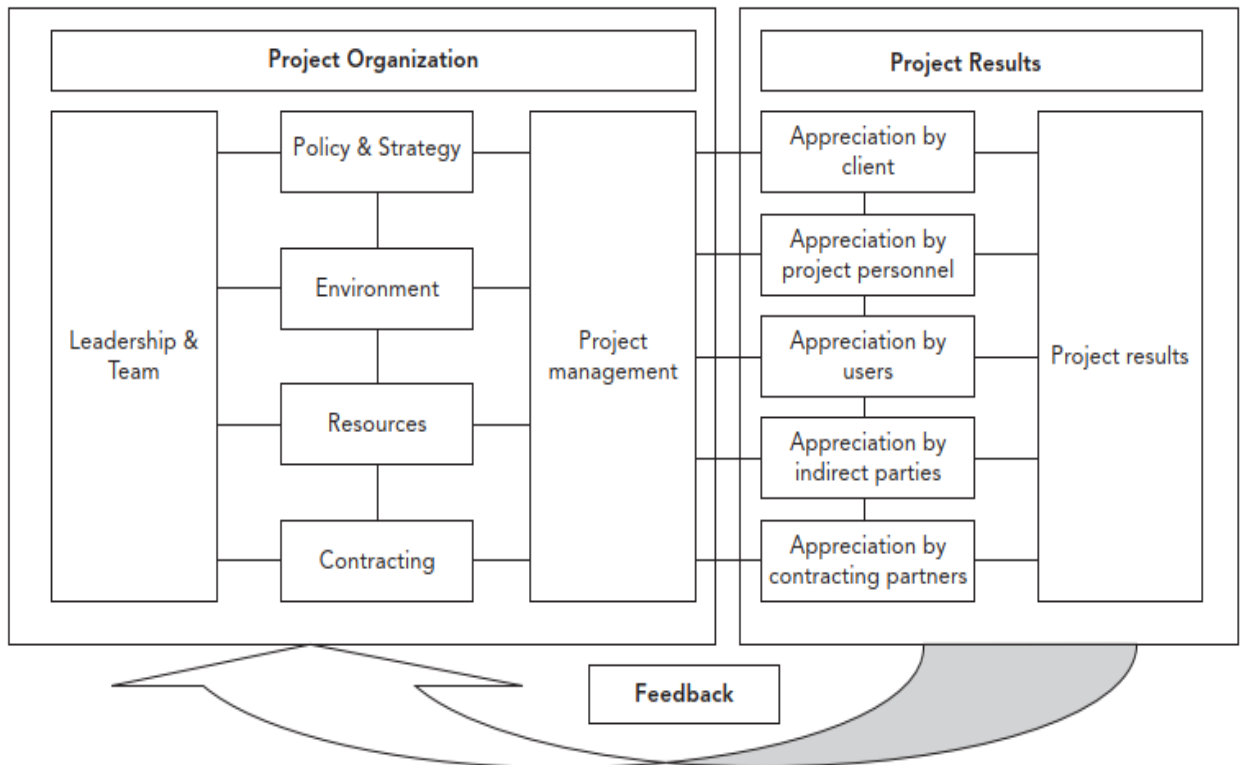 Project Organization
Project Results
Leadership &
Team
Policy & Strategy
Environment
Resources
Contracting
Project
management
Appreciation by
client
Appreciation by
project personnel
Appreciation by
users
Appreciation by
indirect parties
Appreciation by
contracting partners
Project results
Feedback